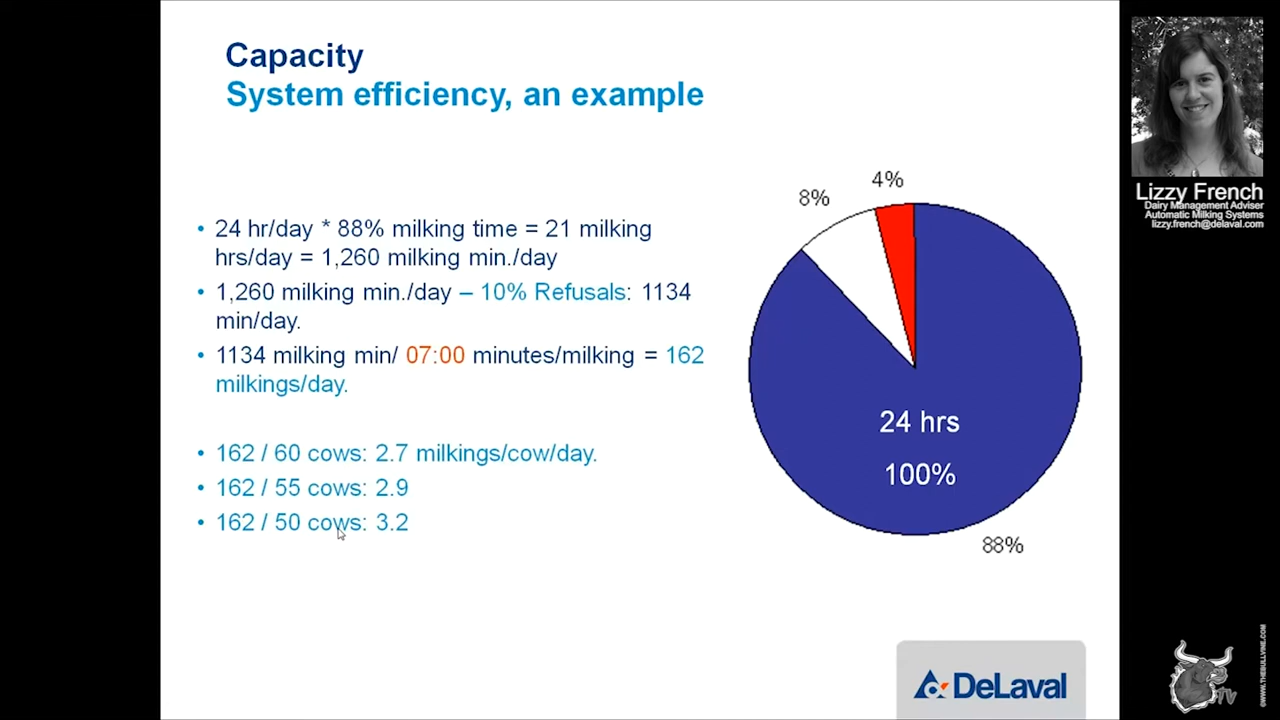 Capacity
System efficiency, an example
• 24 hr/day * 88% milking time = 21 milking
hrs/day = 1,260 milking min./day
• 1,260 milking min./day – 10% Refusals: 1134
min/day.
• 1134 milking min/ 07:00 minutes/milking = 162
milkings/day.
• 162 / 60 cows: 2.7 milkings/cow/day.
• 162 / 55 cows: 2.9
• 162 / 50 cows: 3.2
8%
4%
24 hrs
100%
88%
DeLaval
Lizzy French
Dairy Management Adviser
Automatic Milking Systems
lizzy.french@delaval.com
TV
©WWW.THEBULLVINE.COM